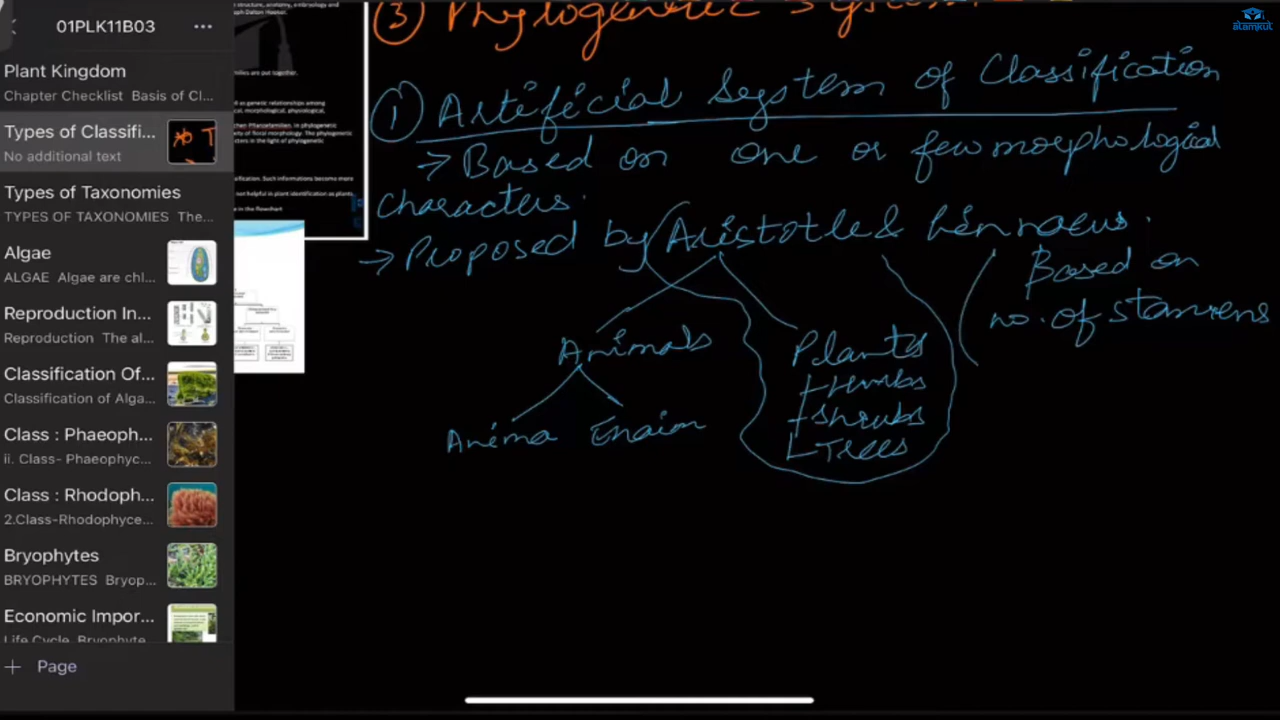 01PLK11B03
Plant Kingdom
Chapter Checklist Basis of Cl...
Types of Classifi...
No additional text
Types of Taxonomies
TYPES OF TAXONOMIES The...
Algae
ALGAE Algae are chl...
Reproduction In...
Reproduction The al...
Classification Of...
Classification of Alga...
Class : Phaeoph...
ii. Class- Phaeophyc...
Class : Rhodoph...
2.Class-Rhodophyce...
Bryophytes
BRYOPHYTES Bryop...
Economic Impor...
Life Cycle, Bryophyte
+ Page
③ Phylogenetic System
① Artificial System of Classification
→ Based on one or few morphological
characters.
→ Proposed by Aristotle & Linnaeus.
Based on
no. of stamens
Animals
Plants
Herbs
Shrubs
Trees
Anima Enaim
alamkul